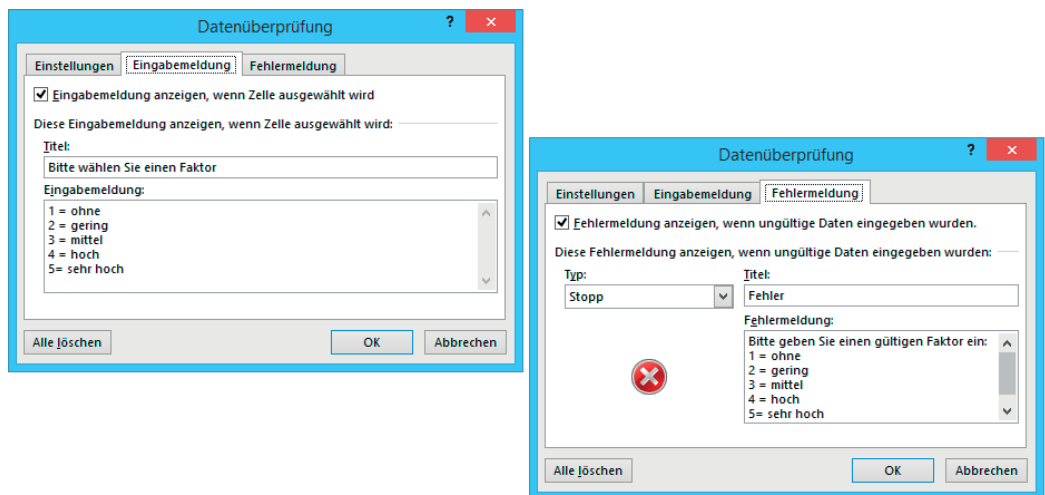 Datenüberprüfung ?
Einstellungen Eingabemeldung Fehlermeldung
Eingabemeldung anzeigen, wenn Zelle ausgewählt wird
Diese Eingabemeldung anzeigen, wenn Zelle ausgewählt wird:
Titel:
Bitte wählen Sie einen Faktor
Eingabemeldung:
1 = ohne
2 = gering
3 = mittel
4 = hoch
5= sehr hoch
Alle löschen OK Abbrechen
Datenüberprüfung ?
Einstellungen Eingabemeldung Fehlermeldung
Fehlermeldung anzeigen, wenn ungültige Daten eingegeben wurden.
Diese Fehlermeldung anzeigen, wenn ungültige Daten eingegeben wurden:
Typ: Titel:
Stopp Fehler
Fehlermeldung:
Bitte geben Sie einen gültigen Faktor ein:
1 = ohne
2 = gering
3 = mittel
4 = hoch
5= sehr hoch
Alle löschen OK Abbrechen